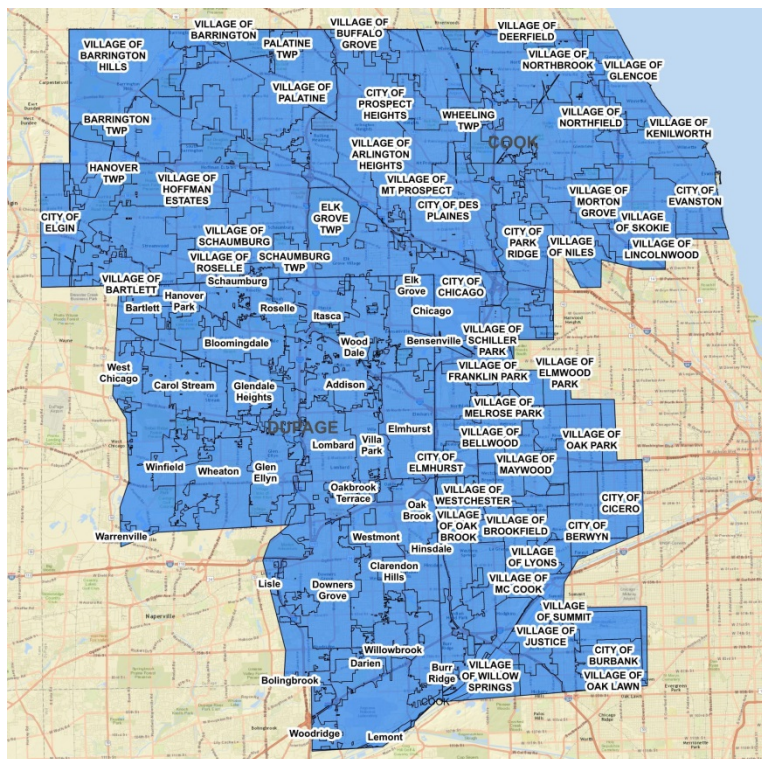 VILLAGE OF
BARRINGTON
VILLAGE OF
BUFFALO
GROVE
VILLAGE OF
DEERFIELD
VILLAGE OF
BARRINGTON
HILLS
PALATINE
TWP
VILLAGE OF
NORTHBROOK
VILLAGE OF
GLENCOE
VILLAGE OF
PALATINE
CITY OF
PROSPECT
HEIGHTS
BARRINGTON
TWP
WHEELING
TWP
VILLAGE OF
NORTHFIELD
VILLAGE OF
KENILWORTH
COOK
VILLAGE OF
ARLINGTON
HEIGHTS
HANOVER
TWP
VILLAGE OF
HOFFMAN
ESTATES
VILLAGE OF
MT PROSPECT
VILLAGE OF
MORTON
GROVE
CITY OF
EVANSTON
CITY OF
ELGIN
ELK
GROVE
TWP
CITY OF DES
PLAINES
VILLAGE
OF SKOKIE
VILLAGE OF
SCHAUMBURG
CITY OF
PARK
RIDGE
VILLAGE OF
NILES
VILLAGE OF
LINCOLNWOOD
VILLAGE OF
ROSELLE
SCHAUMBURG
TWP
VILLAGE OF
BARTLETT
Schaumburg
Elk
Grove
CITY OF
CHICAGO
Hanover
Park
Bartlett
Roselle
Itasca
Chicago
Bloomingdale
Wood
Dale
Bensenville
VILLAGE OF
SCHILLER
PARK
West
Chicago
VILLAGE OF
FRANKLIN PARK
VILLAGE OF
ELMWOOD
PARK
Carol Stream
Glendale
Heights
Addison
VILLAGE OF
MELROSE PARK
DUPAGE
Elmhurst
VILLAGE OF
BELLWOOD
VILLAGE OF
OAK PARK
Lombard
Villa
Park
Winfield
Wheaton
Glen
Ellyn
CITY OF
ELMHURST
VILLAGE OF
MAYWOOD
Oakbrook
Terrace
VILLAGE OF
WESTCHESTER
CITY OF
CICERO
Oak
Brook
VILLAGE
OF OAK
BROOK
VILLAGE OF
BROOKFIELD
CITY OF
BERWYN
Warrenville
Westmont
Hinsdale
VILLAGE
OF LYONS
Clarendon
Hills
Lisle
Downers
Grove
VILLAGE OF
MC COOK
Naperville
VILLAGE
OF SUMMIT
VILLAGE OF
JUSTICE
Willowbrook
Darien
CITY OF
BURBANK
Bolingbrook
Burr
Ridge
VILLAGE
OF WILLOW
SPRINGS
VILLAGE OF
OAK LAWN
COOK
Woodridge
Lemont